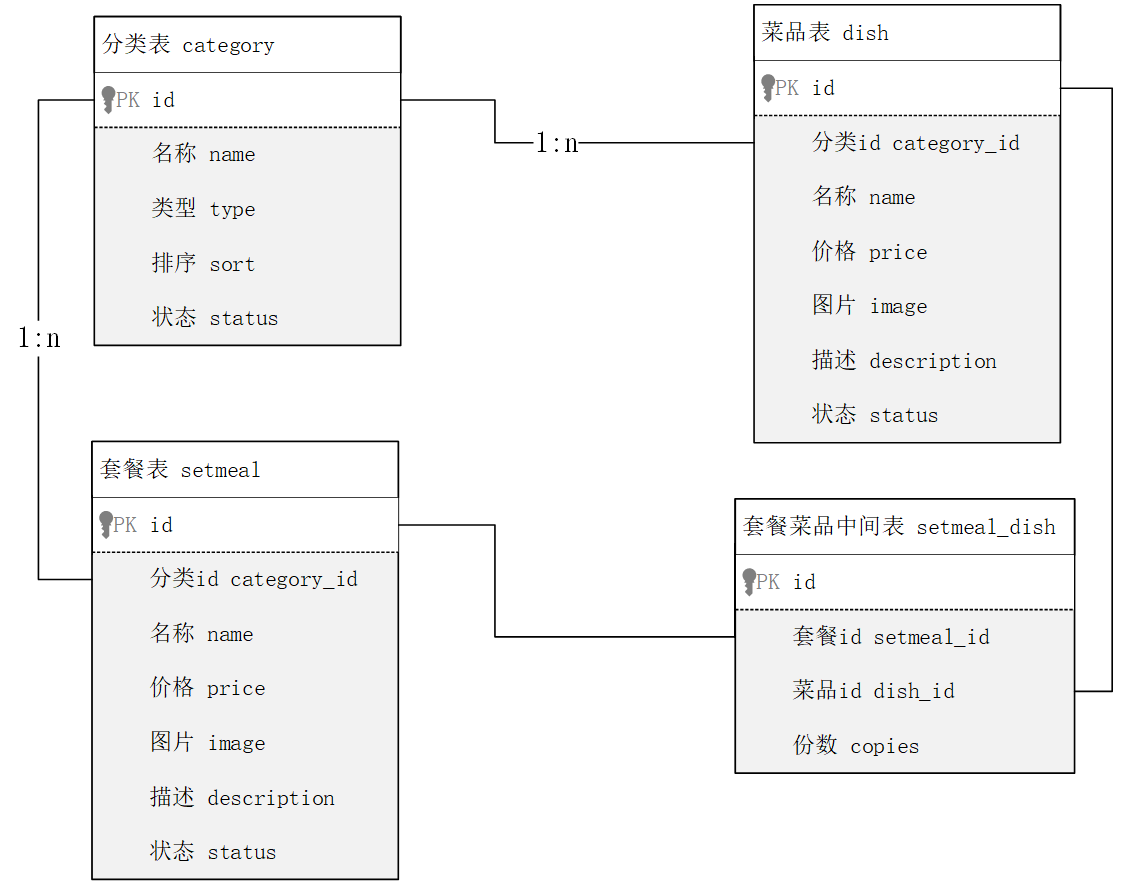 分类表 category
PK id
名称 name
类型 type
排序 sort
状态 status
1:n
菜品表 dish
PK id
分类id category_id
名称 name
价格 price
图片 image
描述 description
状态 status
1:n
套餐表 setmeal
PK id
分类id category_id
名称 name
价格 price
图片 image
描述 description
状态 status
套餐菜品中间表 setmeal_dish
PK id
套餐id setmeal_id
菜品id dish_id
份数 copies